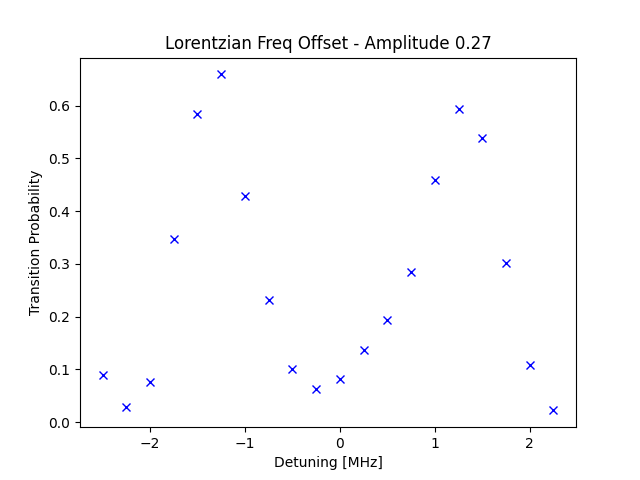 Lorentzian Freq Offset - Amplitude 0.27
Transition Probability
0.6
0.5
0.4
0.3
0.2
0.1
0.0
−2 −1 0 1 2
Detuning [MHz]